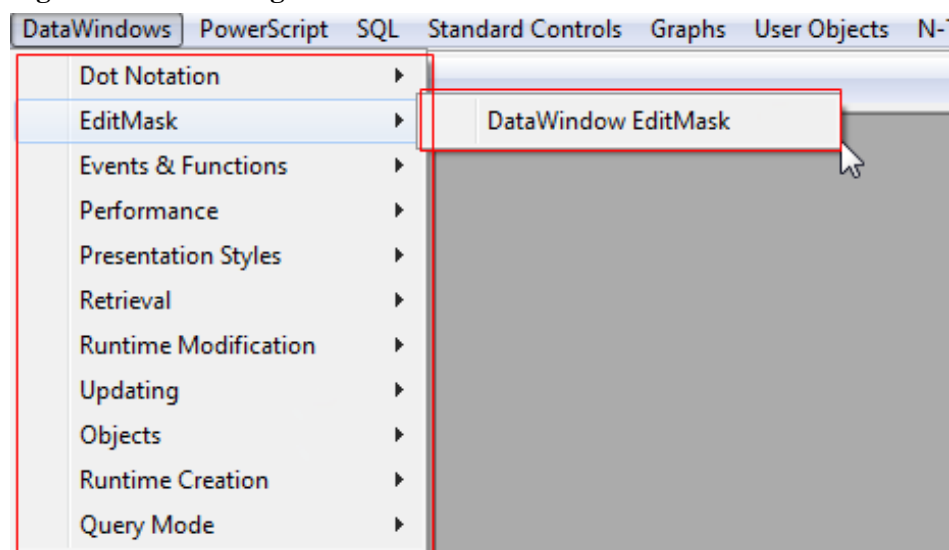 DataWindows PowerScript SQL Standard Controls Graphs User Objects
Dot Notation
EditMask
DataWindow EditMask
Events & Functions
Performance
Presentation Styles
Retrieval
Runtime Modification
Updating
Objects
Runtime Creation
Query Mode